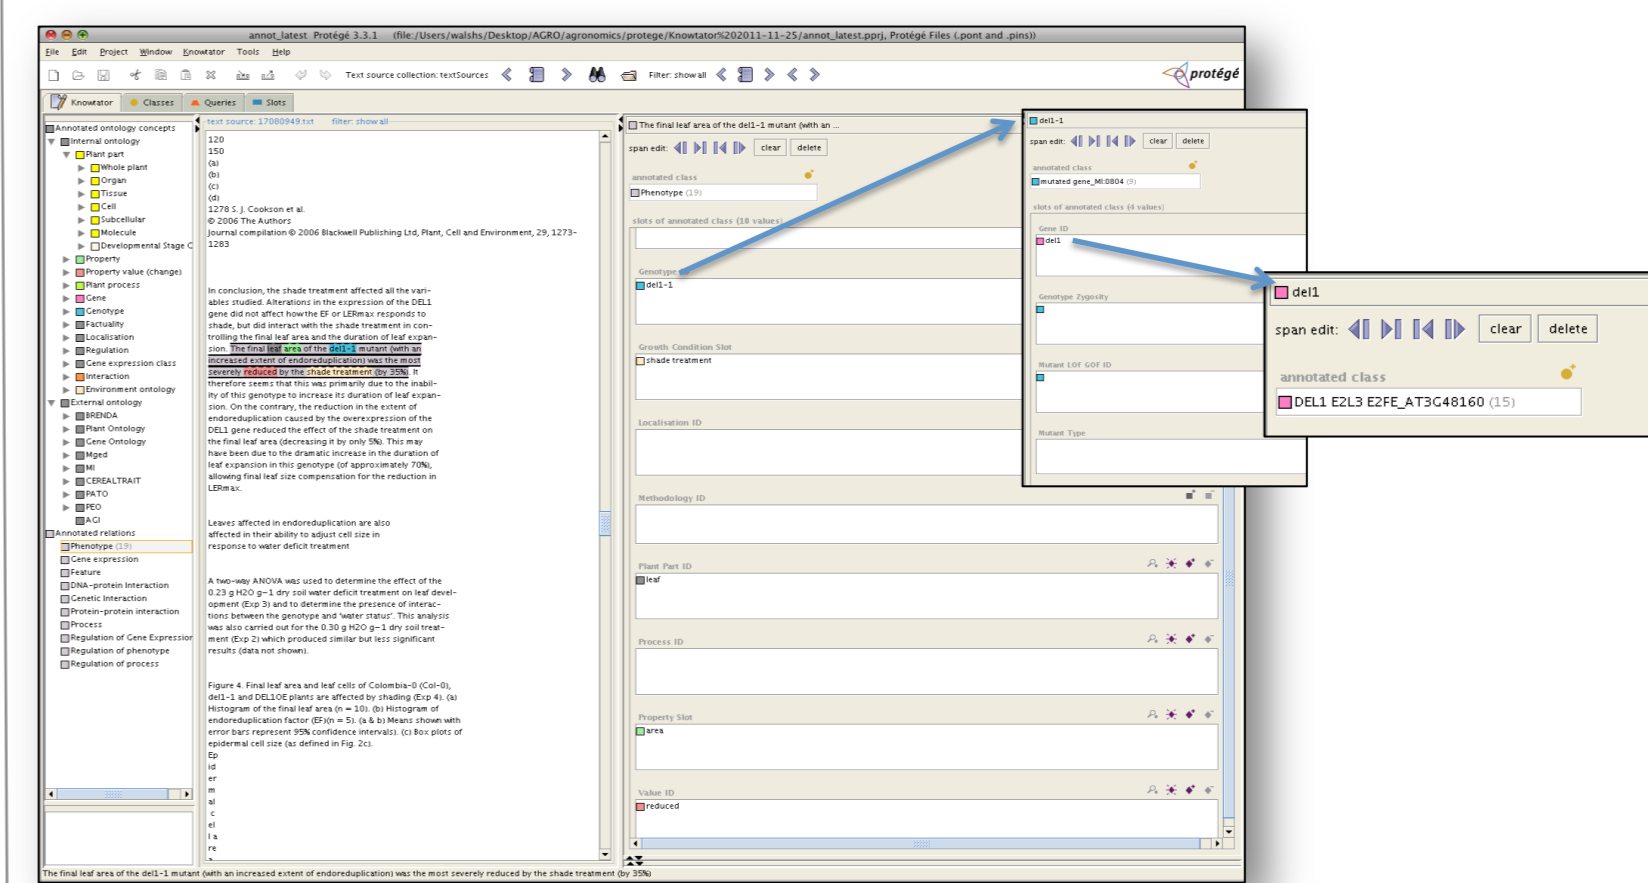 annot_latest Protégé 3.3.1 (file:/Users/walshs/Desktop/AGRO/agronomics/protege/Knowtator%202011-11-25/annot_latest.pprj, Protégé Files (.pont and .pins))
File Edit Project Window Knowtator Tools Help
Text source collection: textSources Filter: show all protégé
Knowtator Classes Queries Slots
Annotated ontology concepts
Internal ontology
Plant part
Whole plant
Organ
Tissue
Cell
Subcellular
Molecule
Developmental Stage C
Property
Property value (change)
Plant process
Gene
Genotype
Factuality
Localisation
Regulation
Gene expression class
Interaction
Environment ontology
External ontology
BRENDA
Plant Ontology
Gene Ontology
Mged
MI
CEREALTRAIT
PATO
PEO
AGI
Annotated relations
Phenotype (19)
Gene expression
Feature
DNA-protein Interaction
Genetic Interaction
Protein-protein interaction
Process
Regulation of Gene Expression
Regulation of phenotype
Regulation of process
text source: 17080949.txt filter: show all
120
150
(a)
(b)
(c)
(d)
1278 S. J. Cookson et al.
© 2006 The Authors
Journal compilation © 2006 Blackwell Publishing Ltd, Plant, Cell and Environment, 29, 1273–
1283
In conclusion, the shade treatment affected all the vari-
ables studied. Alterations in the expression of the DEL1
gene did not affect how the EF or LERmax responds to
shade, but did interact with the shade treatment in con-
trolling the final leaf area and the duration of leaf expan-
sion. The final leaf area of the del1-1 mutant (with an
increased extent of endoreduplication) was the most
severely reduced by the shade treatment (by 35%). It
therefore seems that this was primarily due to the inabil-
ity of this genotype to increase its duration of leaf expan-
sion. On the contrary, the reduction in the extent of
endoreduplication caused by the overexpression of the
DEL1 gene reduced the effect of the shade treatment on
the final leaf area (decreasing it by only 5%). This may
have been due to the dramatic increase in the duration of
leaf expansion in this genotype (of approximately 70%),
allowing final leaf size compensation for the reduction in
LERmax.
Leaves affected in endoreduplication are also
affected in their ability to adjust cell size in
response to water deficit treatment
A two-way ANOVA was used to determine the effect of the
0.23 g H2O g−1 dry soil water deficit treatment on leaf devel-
opment (Exp 3) and to determine the presence of interac-
tions between the genotype and 'water status'. This analysis
was also carried out for the 0.30 g H2O g−1 dry soil treat-
ment (Exp 2) which produced similar but less significant
results (data not shown).
Figure 4. Final leaf area and leaf cells of Colombia-0 (Col-0),
del1-1 and DEL1OE plants are affected by shading (Exp 4). (a)
Histogram of the final leaf area (n = 10). (b) Histogram of
endoreduplication factor (EF)(n = 5). (a & b) Means shown with
error bars represent 95% confidence intervals). (c) Box plots of
epidermal cell size (as defined in Fig. 2c).
Ep
id
er
m
al
c
el
l a
re
The final leaf area of the del1-1 mutant (with an ...
span edit: clear delete
annotated class
Phenotype (19)
slots of annotated class (18 values)
Genotype
del1-1
Growth Condition Slot
shade treatment
Localisation ID
Methodology ID
Plant Part ID
leaf
Process ID
Property Slot
area
Value ID
reduced
del1-1
span edit: clear delete
annotated class
mutated gene_MI:0804 (9)
slots of annotated class (4 values)
Gene ID
del1
Genotype Zygosity
Mutant LOF GOF ID
Mutant Type
del1
span edit: clear delete
annotated class
DEL1 E2L3 E2FE_AT3G48160 (15)
The final leaf area of the del1-1 mutant (with an increased extent of endoreduplication) was the most severely reduced by the shade treatment (by 35%)